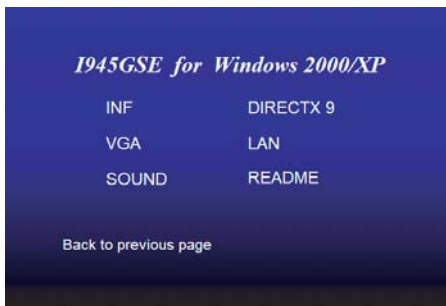 I945GSE for Windows 2000/XP
INF DIRECTX 9
VGA LAN
SOUND README
Back to previous page